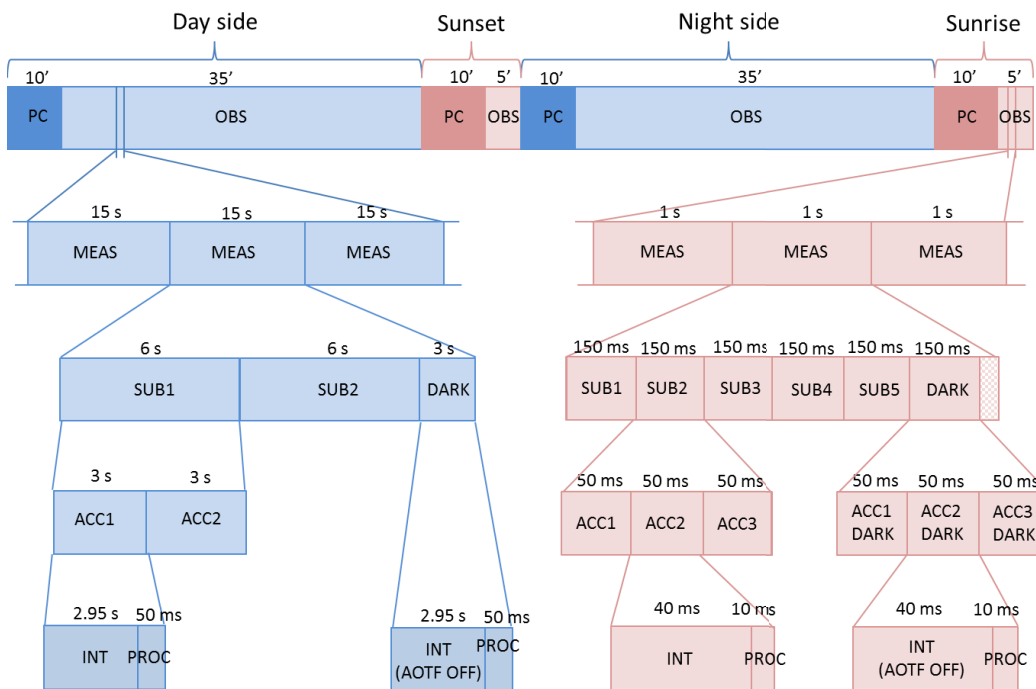 Day side Sunset Night side Sunrise
10’ 35’ 10’ 5’ 10’ 35’ 10’ 5’
PC OBS PC OBS PC OBS PC OBS
15 s 15 s 15 s 1 s 1 s 1 s
MEAS MEAS MEAS MEAS MEAS MEAS
6 s 6 s 3 s 150 ms 150 ms 150 ms 150 ms 150 ms 150 ms
SUB1 SUB2 DARK SUB1 SUB2 SUB3 SUB4 SUB5 DARK
3 s 3 s 50 ms 50 ms 50 ms 50 ms 50 ms 50 ms
ACC1 ACC2 ACC1 ACC2 ACC3 ACC1 ACC2 ACC3
DARK DARK DARK
2.95 s 50 ms 2.95 s 50 ms 40 ms 10 ms 40 ms 10 ms
INT PROC INT PROC INT PROC INT PROC
(AOTF OFF) (AOTF OFF)